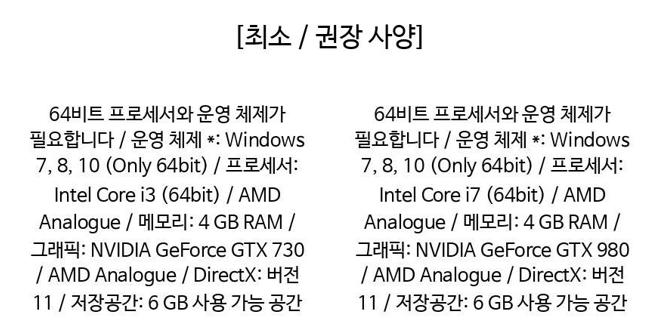 [최소 / 권장 사양]
64비트 프로세서와 운영 체제가
필요합니다 / 운영 체제 *: Windows
7, 8, 10 (Only 64bit) / 프로세서:
Intel Core i3 (64bit) / AMD
Analogue / 메모리: 4 GB RAM /
그래픽: NVIDIA GeForce GTX 730
/ AMD Analogue / DirectX: 버전
11 / 저장공간: 6 GB 사용 가능 공간
64비트 프로세서와 운영 체제가
필요합니다 / 운영 체제 *: Windows
7, 8, 10 (Only 64bit) / 프로세서:
Intel Core i7 (64bit) / AMD
Analogue / 메모리: 4 GB RAM /
그래픽: NVIDIA GeForce GTX 980
/ AMD Analogue / DirectX: 버전
11 / 저장공간: 6 GB 사용 가능 공간